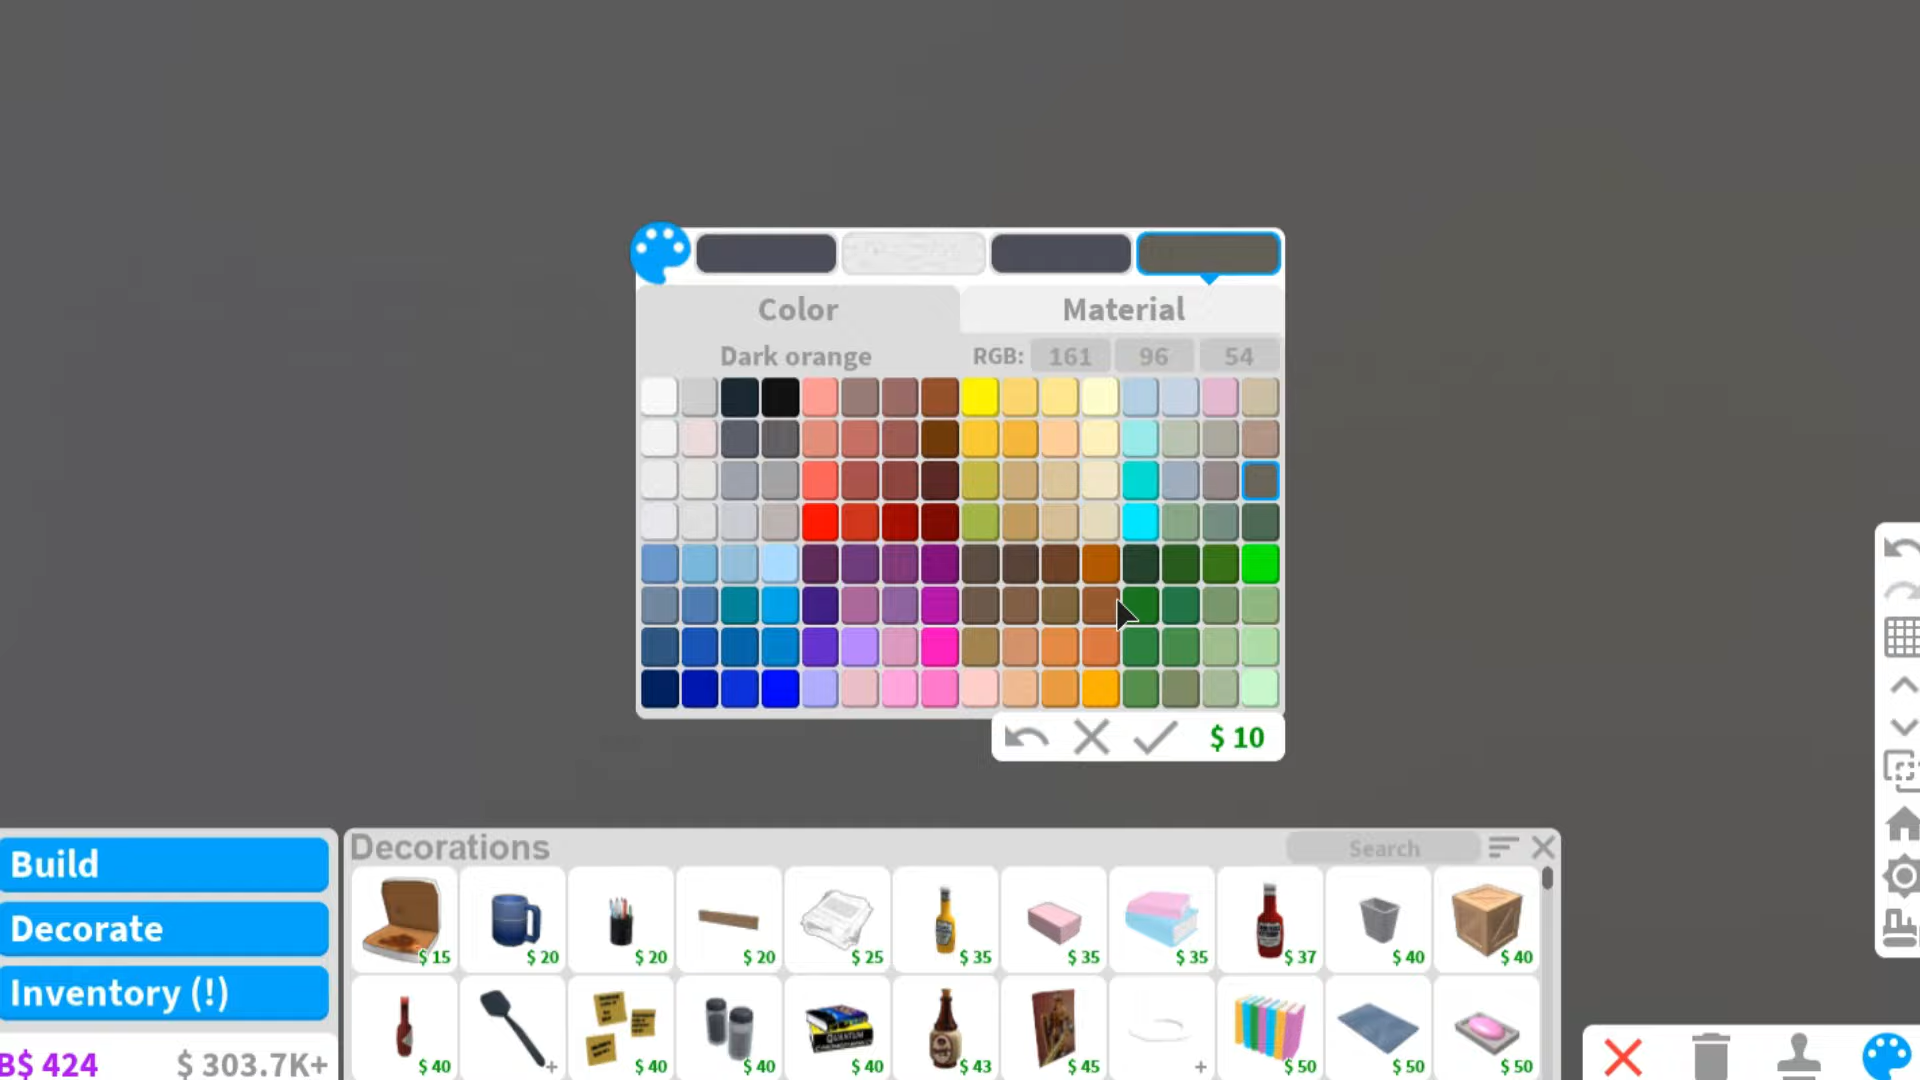 Color
Material
Dark orange
RGB: 161 96 54
$ 10
Build
Decorate
Inventory (!)
B$ 424
$ 303.7K+
Decorations
Search
$ 15
$ 20
$ 20
$ 20
$ 25
$ 35
$ 35
$ 35
$ 37
$ 40
$ 40
$ 40
+
$ 40
$ 40
QUANTUM
$ 40
$ 43
$ 45
+
$ 50
$ 50
$ 50